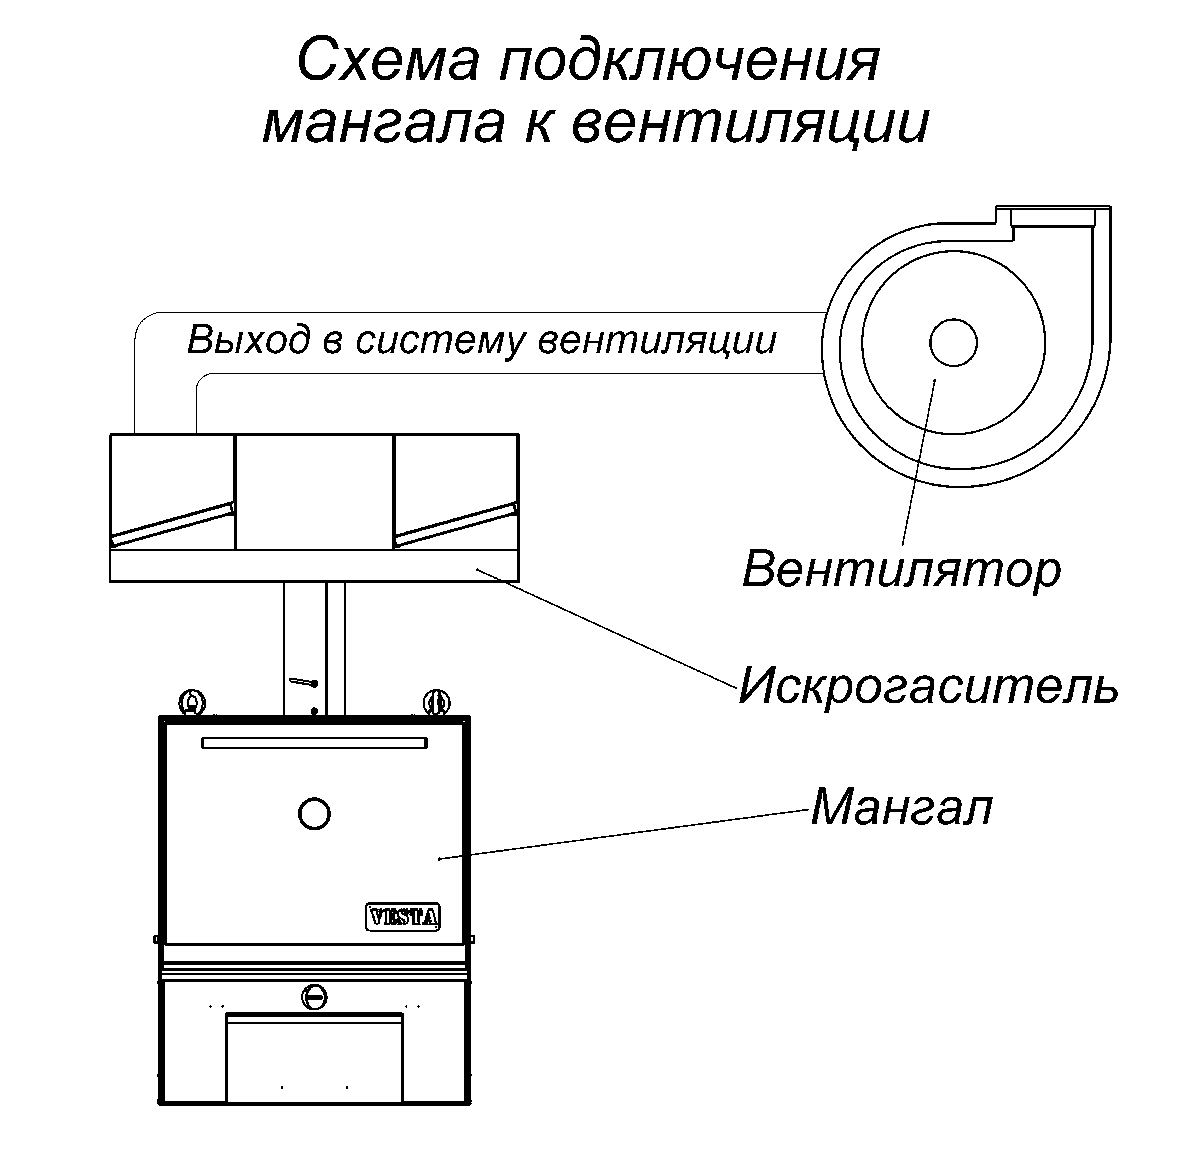 Схема подключения
мангала к вентиляции
Выход в систему вентиляции
Вентилятор
Искрогаситель
Мангал
VESTA